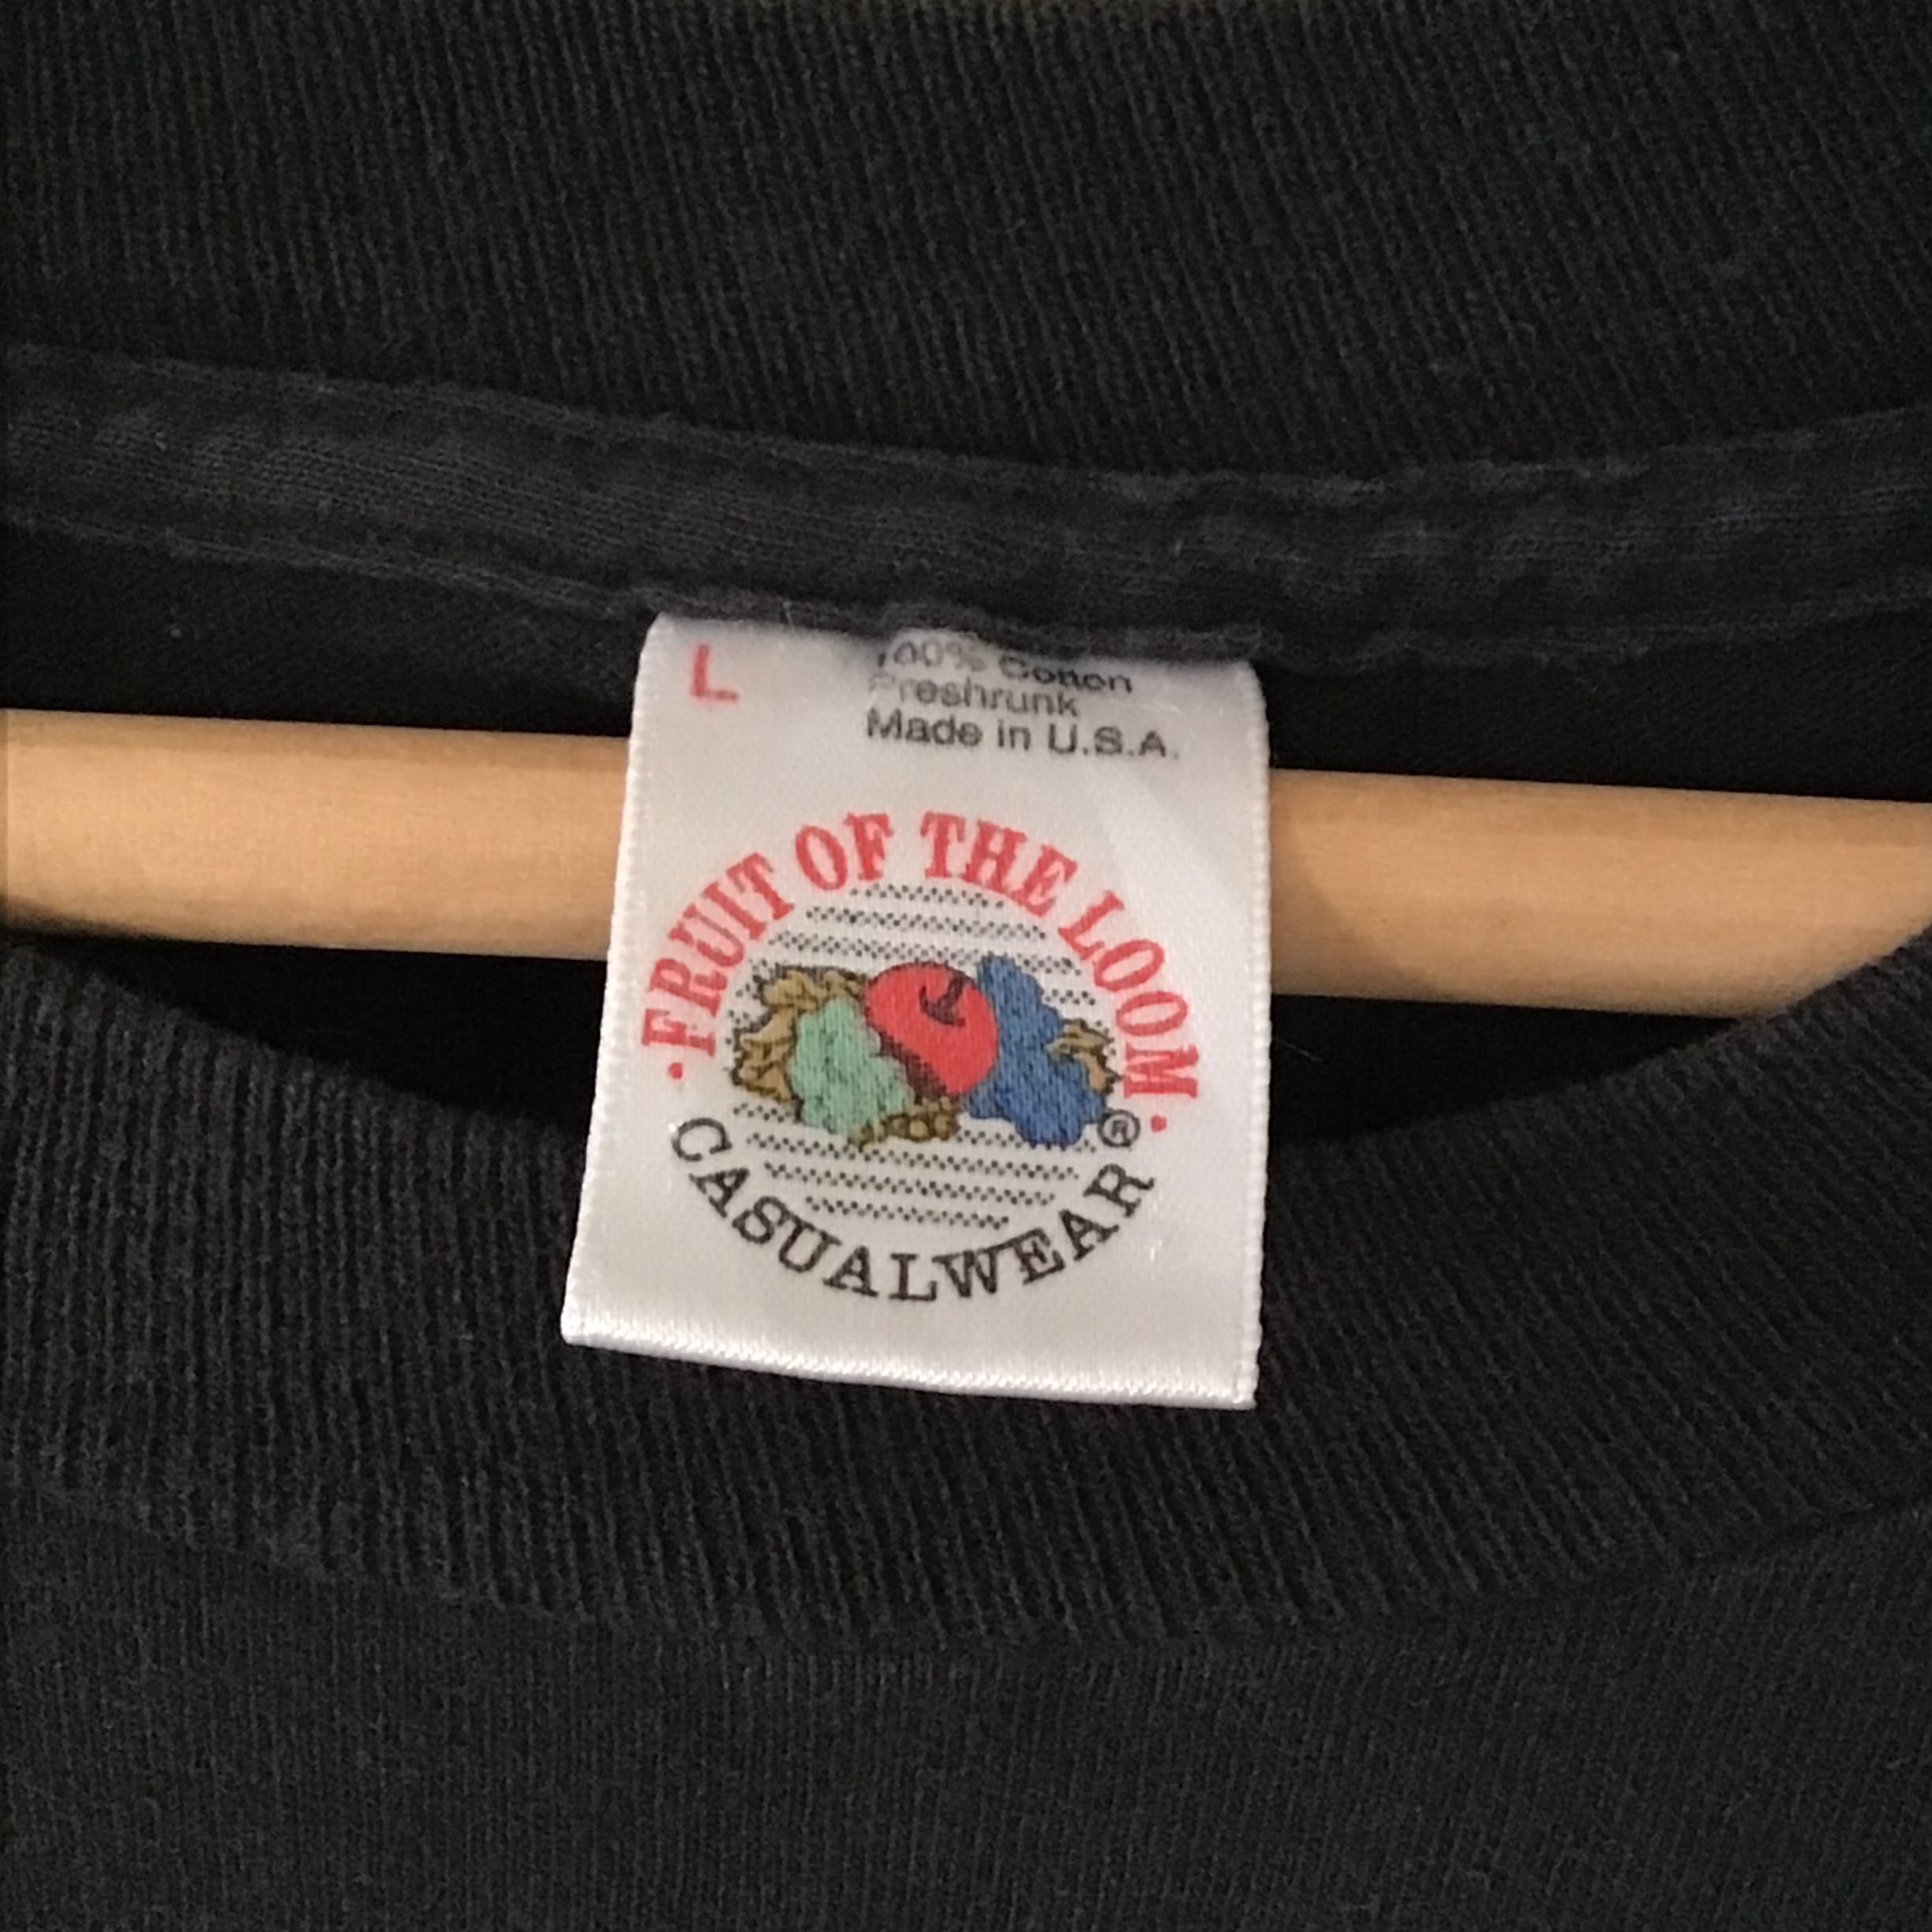 L
100% Cotton
Preshrunk
Made in U.S.A.
·FRUIT OF THE LOOM·
®
CASUALWEAR